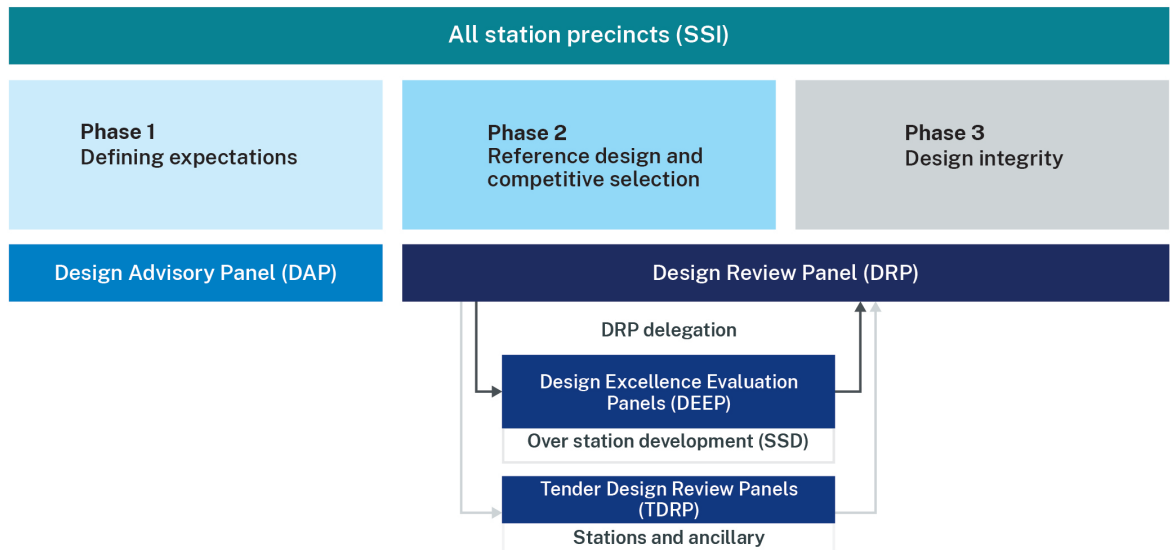 All station precincts (SSI)
Phase 1
Defining expectations
Phase 2
Reference design and
competitive selection
Phase 3
Design integrity
Design Advisory Panel (DAP)
Design Review Panel (DRP)
DRP delegation
Design Excellence Evaluation
Panels (DEEP)
Over station development (SSD)
Tender Design Review Panels
(TDRP)
Stations and ancillary